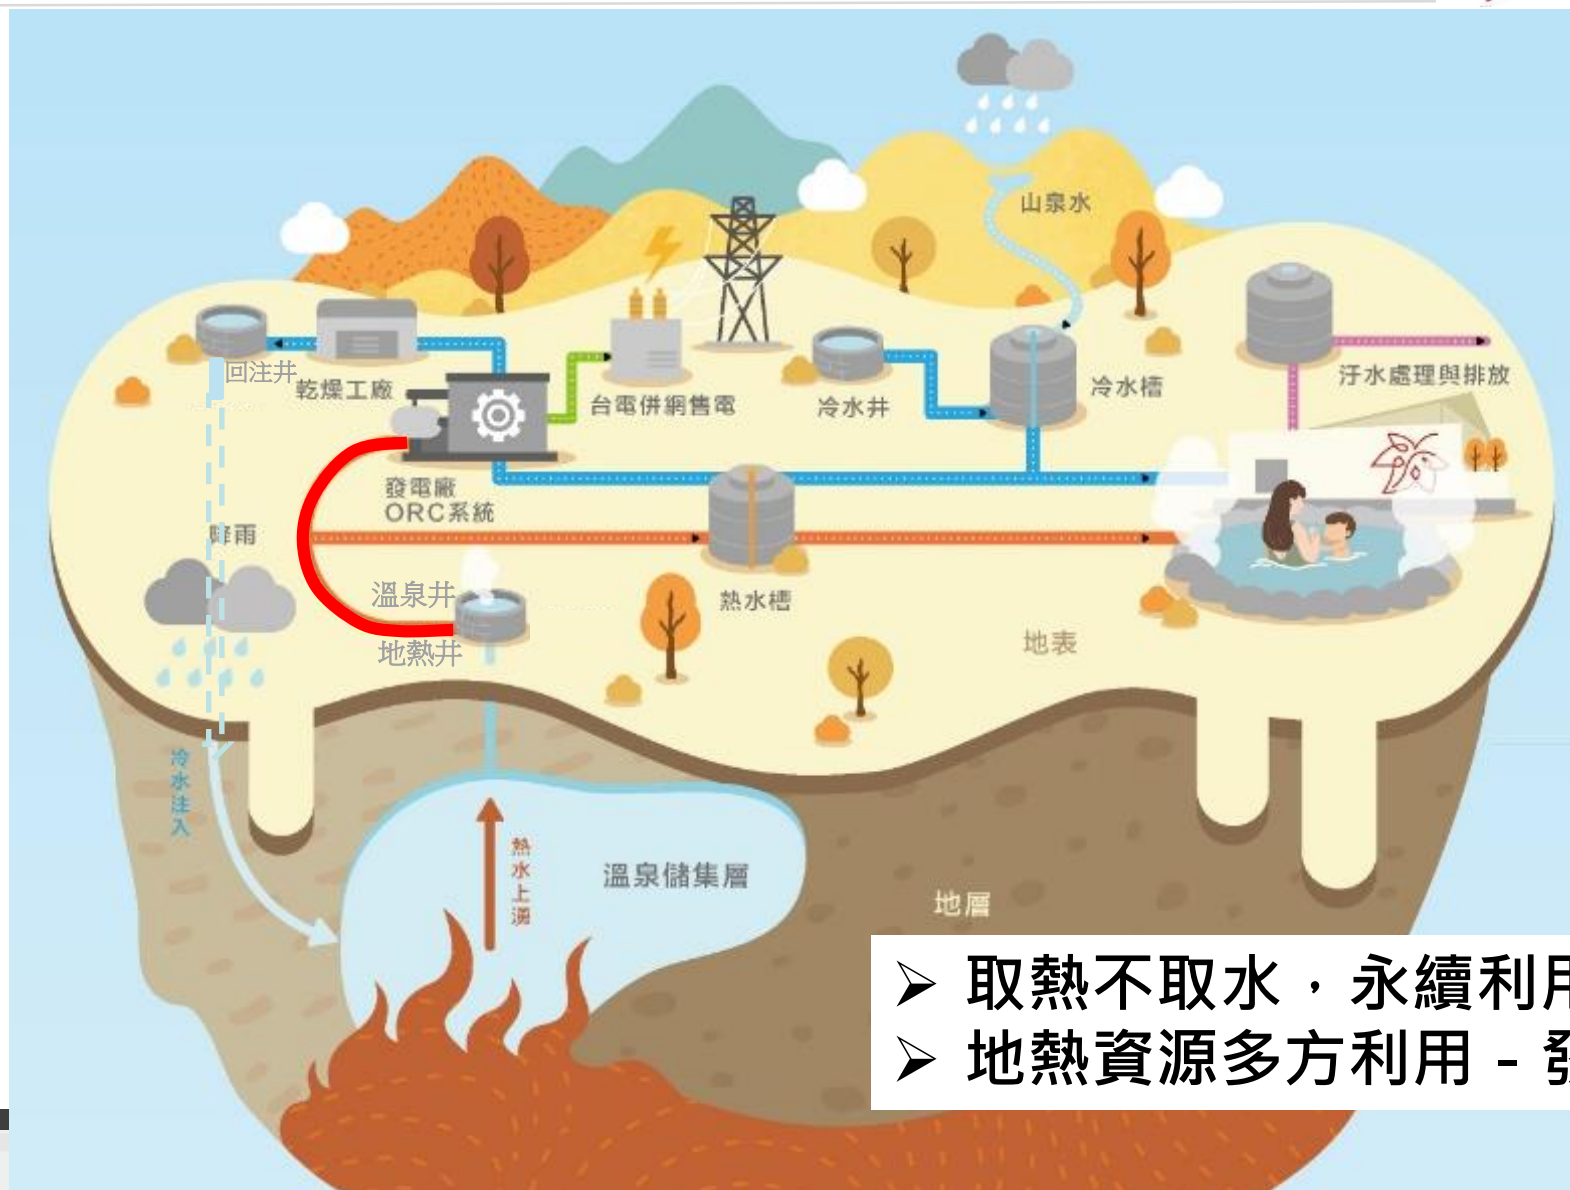 山泉水
回注井
乾燥工廠
台電併網售電
冷水井
冷水槽
汙水處理與排放
發電廠
ORC系統
降雨
溫泉井
地熱井
熱水槽
地表
冷水注入
熱水上湧
溫泉儲集層
地層
➢ 取熱不取水，永續利用
➢ 地熱資源多方利用－發